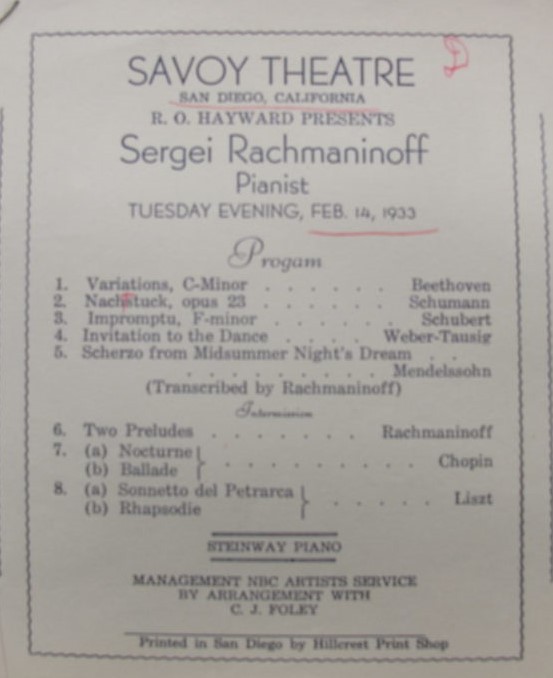 D
SAVOY THEATRE
SAN DIEGO, CALIFORNIA
R. O. HAYWARD PRESENTS
Sergei Rachmaninoff
Pianist
TUESDAY EVENING, FEB. 14, 1933
Progam
1. Variations, C-Minor . . . . . . Beethoven
2. Nachstuck, opus 23 . . . . . . Schumann
3. Impromptu, F-minor . . . . . . Schubert
4. Invitation to the Dance . . . . . Weber-Tausig
5. Scherzo from Midsummer Night's Dream . .
. . . . . . . . . Mendelssohn
(Transcribed by Rachmaninoff)
Intermission
6. Two Preludes . . . . . . . Rachmaninoff
7. (a) Nocturne
(b) Ballade } . . . . . . . . . Chopin
8. (a) Sonnetto del Petrarca
(b) Rhapsodie } . . . . . Liszt
STEINWAY PIANO
MANAGEMENT NBC ARTISTS SERVICE
BY ARRANGEMENT WITH
C. J. FOLEY
Printed in San Diego by Hillcrest Print Shop